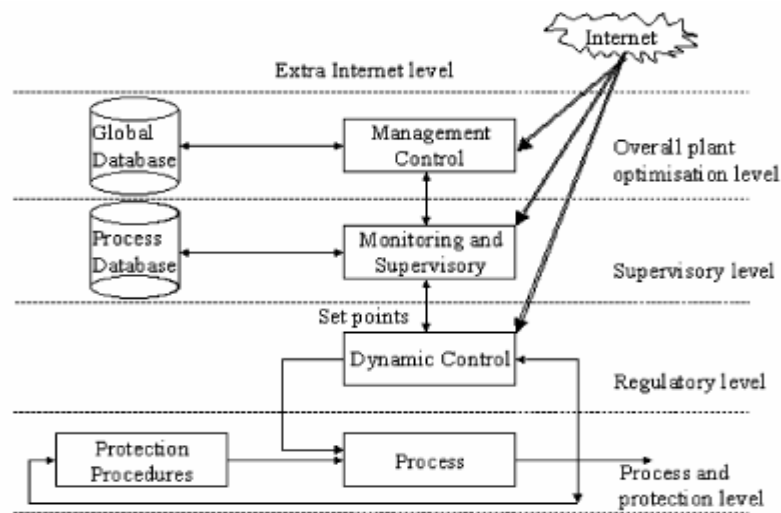 Internet
Extra Internet level
Global
Database
Management
Control
Overall plant
optimisation level
Process
Database
Monitoring and
Supervisory
Supervisory level
Set points
Dynamic Control
Regulatory level
Protection
Procedures
Process
Process and
protection level